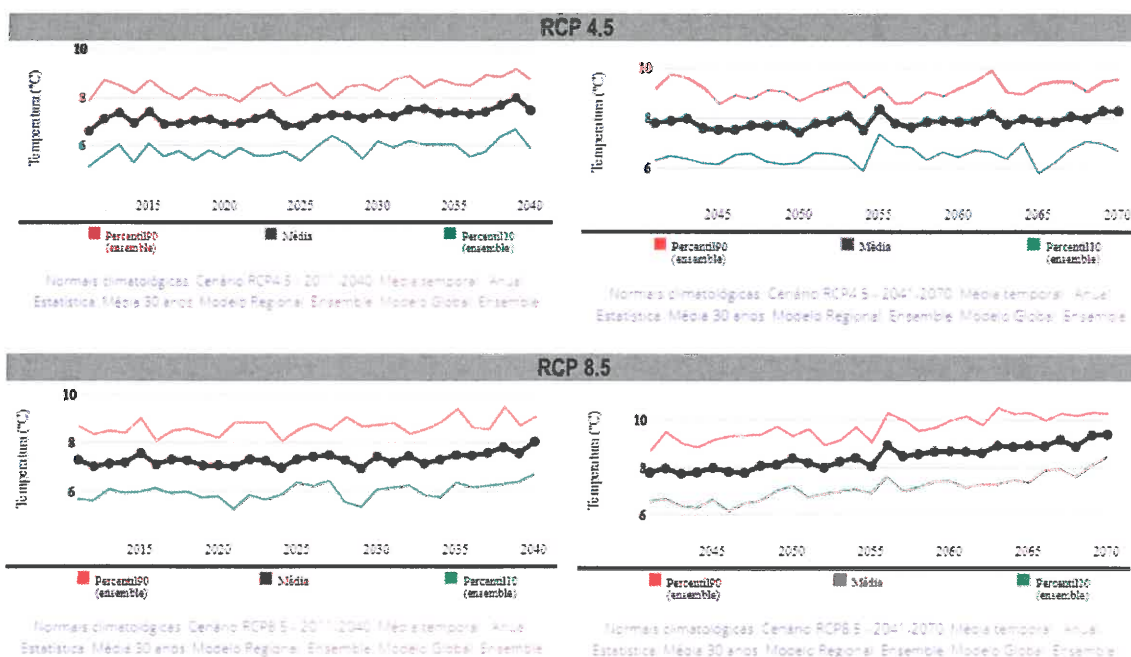 RCP 4.5
10
8
6
Temperatura (°C)
2015 2020 2025 2030 2035 2040
Percentil90 (ensemble) Média Percentil10 (ensemble)
Normais climatológicas: Cenário RCP4.5 - 2011-2040 Média temporal: Anual
Estatística: Média 30 anos Modelo Regional: Ensemble Modelo Global: Ensemble
10
8
6
Temperatura (°C)
2045 2050 2055 2060 2065 2070
Percentil90 (ensemble) Média Percentil10 (ensemble)
Normais climatológicas: Cenário RCP4.5 - 2041-2070 Média temporal: Anual
Estatística: Média 30 anos Modelo Regional: Ensemble Modelo Global: Ensemble
RCP 8.5
10
8
6
Temperatura (°C)
2015 2020 2025 2030 2035 2040
Percentil90 (ensemble) Média Percentil10 (ensemble)
Normais climatológicas: Cenário RCP8.5 - 2011-2040 Média temporal: Anual
Estatística: Média 30 anos Modelo Regional: Ensemble Modelo Global: Ensemble
10
8
6
Temperatura (°C)
2045 2050 2055 2060 2065 2070
Percentil90 (ensemble) Média Percentil10 (ensemble)
Normais climatológicas: Cenário RCP8.5 - 2041-2070 Média temporal: Anual
Estatística: Média 30 anos Modelo Regional: Ensemble Modelo Global: Ensemble